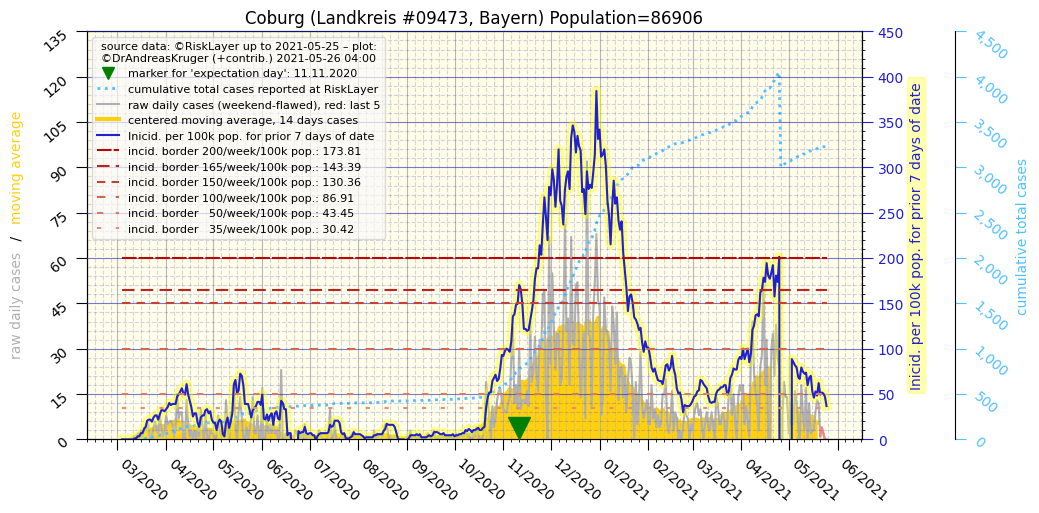 Coburg (Landkreis #09473, Bayern) Population=86906
source data: ©RiskLayer up to 2021-05-25 – plot:
©DrAndreasKruger (+contrib.) 2021-05-26 04:00
marker for 'expectation day': 11.11.2020
cumulative total cases reported at RiskLayer
raw daily cases (weekend-flawed), red: last 5
centered moving average, 14 days cases
Inicid. per 100k pop. for prior 7 days of date
incid. border 200/week/100k pop.: 173.81
incid. border 165/week/100k pop.: 143.39
incid. border 150/week/100k pop.: 130.36
incid. border 100/week/100k pop.: 86.91
incid. border   50/week/100k pop.: 43.45
incid. border   35/week/100k pop.: 30.42
raw daily cases / moving average
135
120
105
90
75
60
45
30
15
0
03/2020
04/2020
05/2020
06/2020
07/2020
08/2020
09/2020
10/2020
11/2020
12/2020
01/2021
02/2021
03/2021
04/2021
05/2021
06/2021
450
400
350
300
250
200
150
100
50
0
Inicid. per 100k pop. for prior 7 days of date
4,500
4,000
3,500
3,000
2,500
2,000
1,500
1,000
500
0
cumulative total cases